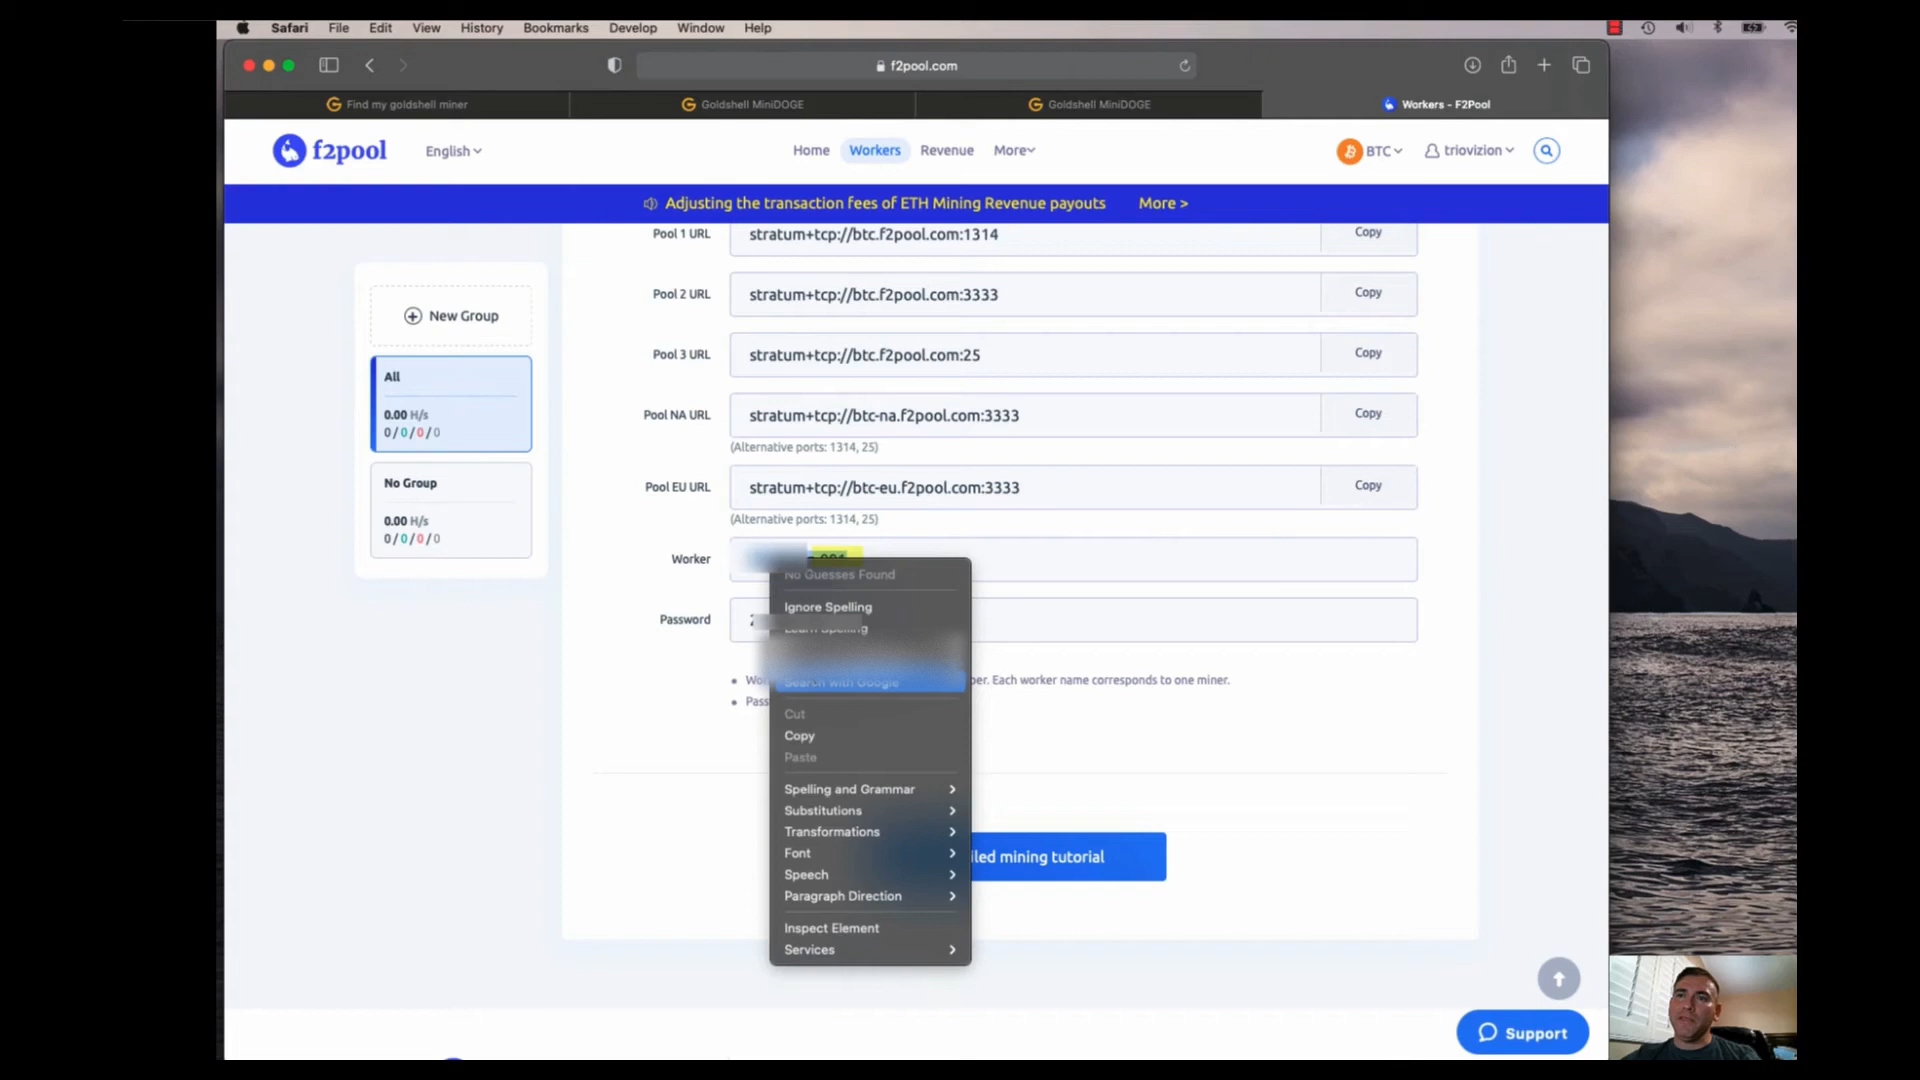 Safari File Edit View History Bookmarks Develop Window Help
f2pool.com
Find my goldshell miner
Goldshell MiniDOGE
Goldshell MiniDOGE
Workers - F2Pool
f2pool
English
Home Workers Revenue More
BTC
triovizion
Adjusting the transaction fees of ETH Mining Revenue payouts More >
Pool 1 URL stratum+tcp://btc.f2pool.com:1314 Copy
Pool 2 URL stratum+tcp://btc.f2pool.com:3333 Copy
Pool 3 URL stratum+tcp://btc.f2pool.com:25 Copy
Pool NA URL stratum+tcp://btc-na.f2pool.com:3333 Copy
(Alternative ports: 1314, 25)
Pool EU URL stratum+tcp://btc-eu.f2pool.com:3333 Copy
(Alternative ports: 1314, 25)
New Group
All
0.00 H/s
0/0/0/0
No Group
0.00 H/s
0/0/0/0
Worker
Password
per. Each worker name corresponds to one miner.
No Guesses Found
Ignore Spelling
Learn Spelling
Search with Google
Cut
Copy
Paste
Spelling and Grammar
Substitutions
Transformations
Font
Speech
Paragraph Direction
Inspect Element
Services
iled mining tutorial
Support